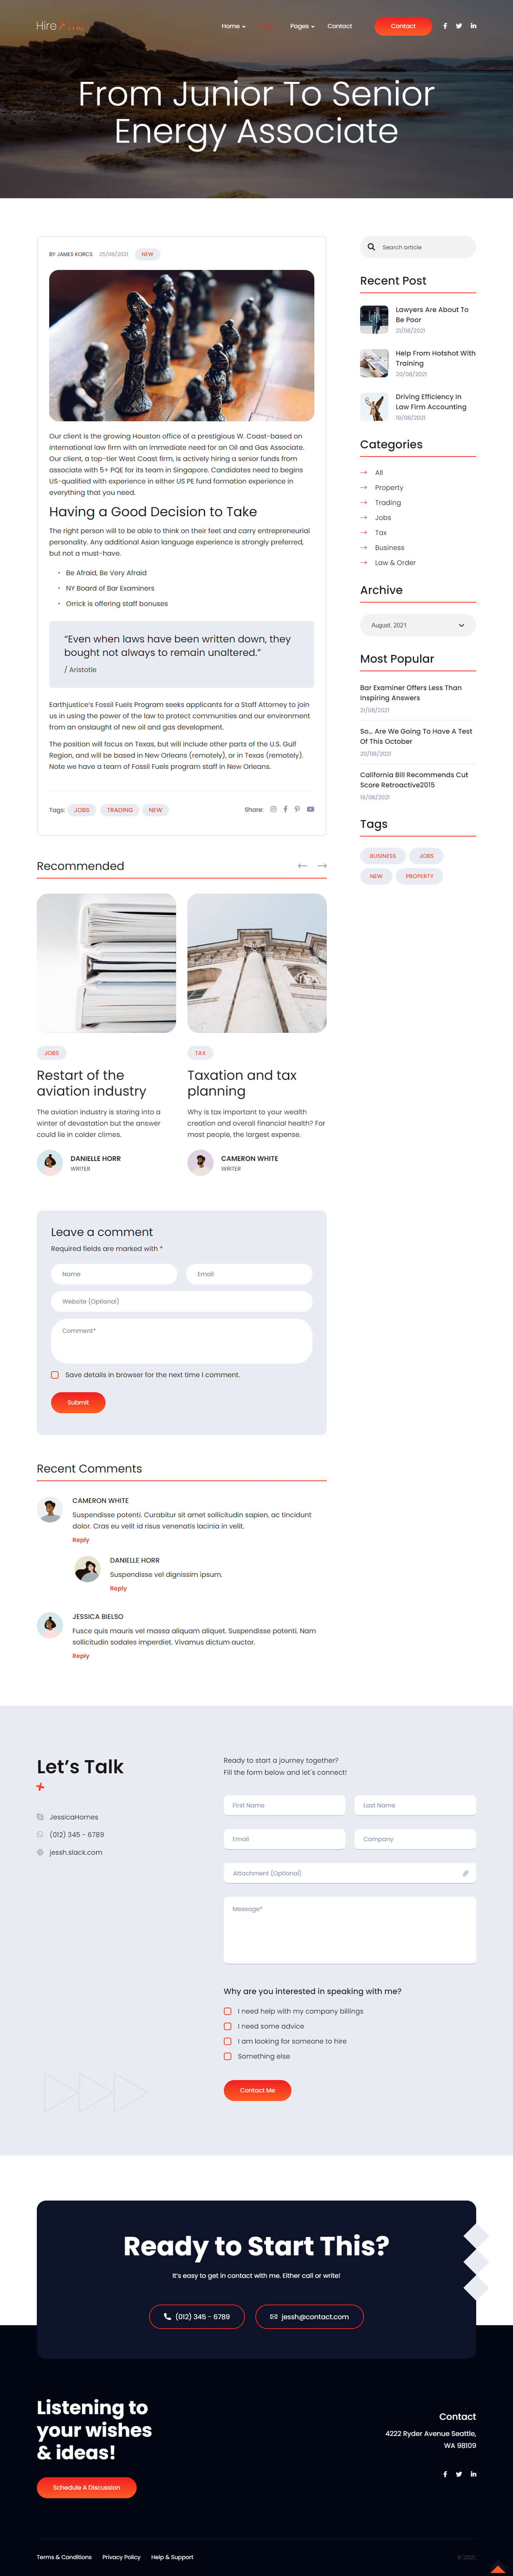 Hire
Home
Pages
Contact
Contact
From Junior To Senior
Energy Associate
BY JAMES KORCS 25/08/2021 NEW
Our client is the growing Houston office of a prestigious W. Coast-based on
international law firm with an immediate need for an Oil and Gas Associate.
Our client, a top-tier West Coast firm, is actively hiring a senior funds from
associate with 5+ PQE for its team in Singapore. Candidates need to begins
US-qualified with experience in either US PE fund formation experience in
everything that you need.
Having a Good Decision to Take
The right person will be able to think on their feet and carry entrepreneurial
personality. Any additional Asian language experience is strongly preferred,
but not a must-have.
• Be Afraid, Be Very Afraid
• NY Board of Bar Examiners
• Orrick is offering staff bonuses
“Even when laws have been written down, they
bought not always to remain unaltered.”
/ Aristotle
Earthjustice’s Fossil Fuels Program seeks applicants for a Staff Attorney to join
us in using the power of the law to protect communities and our environment
from an onslaught of new oil and gas development.
The position will focus on Texas, but will include other parts of the U.S. Gulf
Region, and will be based in New Orleans (remotely), or in Texas (remotely).
Note we have a team of Fossil Fuels program staff in New Orleans.
Tags: JOBS TRADING NEW
Share:
Search article
Recent Post
Lawyers Are About To
Be Poor
21/08/2021
Help From Hotshot With
Training
20/08/2021
Driving Efficiency In
Law Firm Accounting
19/08/2021
Categories
All
Property
Trading
Jobs
Tax
Business
Law & Order
Archive
August, 2021
Most Popular
Bar Examiner Offers Less Than
Inspiring Answers
21/08/2021
So... Are We Going To Have A Test
Of This October
20/08/2021
California Bill Recommends Cut
Score Retroactive2015
19/08/2021
Tags
BUSINESS JOBS
NEW PROPERTY
Recommended
JOBS
Restart of the
aviation industry
The aviation industry is staring into a
winter of devastation but the answer
could lie in colder climes.
DANIELLE HORR
WRITER
TAX
Taxation and tax
planning
Why is tax important to your wealth
creation and overall financial health? For
most people, the largest expense.
CAMERON WHITE
WRITER
Leave a comment
Required fields are marked with *
Name
Email
Website (Optional)
Comment*
Save details in browser for the next time I comment.
Submit
Recent Comments
CAMERON WHITE
Suspendisse potenti. Curabitur sit amet sollicitudin sapien, ac tincidunt
dolor. Cras eu velit id risus venenatis lacinia in velit.
Reply
DANIELLE HORR
Suspendisse vel dignissim ipsum.
Reply
JESSICA BIELSO
Fusce quis mauris vel massa aliquam aliquet. Suspendisse potenti. Nam
sollicitudin sodales imperdiet. Vivamus dictum auctor.
Reply
Let’s Talk
JessicaHornes
(012) 345 - 6789
jessh.slack.com
Ready to start a journey together?
Fill the form below and let's connect!
First Name
Last Name
Email
Company
Attachment (Optional)
Message*
Why are you interested in speaking with me?
I need help with my company billings
I need some advice
I am looking for someone to hire
Something else
Contact Me
Ready to Start This?
It’s easy to get in contact with me. Either call or write!
(012) 345 - 6789
jessh@contact.com
Listening to
your wishes
& ideas!
Schedule A Discussion
Contact
4222 Ryder Avenue Seattle,
WA 98109
Terms & Conditions Privacy Policy Help & Support